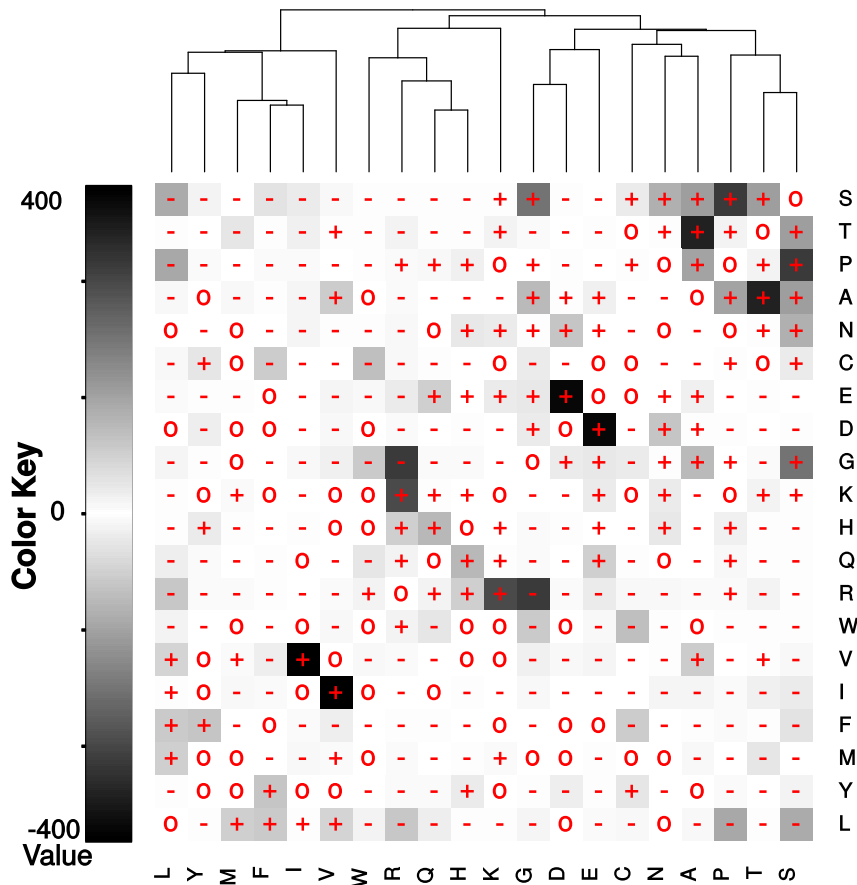 400
0
-400
Value
Color Key
- - - - - - - - - - + + - - + + + + + O S
- - - - - + - - - - + - - - O + + + O + T
- - - - - - - + + + O + - - + O + O + + P
- O - - - + O - - - - + + + - - O + + + A
O - O - - - - - O + + + + + - O - O + + N
- + O - - - - - - - O - - O O - - + O + C
- - - O - - - - + + + + + O O + + - - - E
O - O O - - O - - - - + O + - + + - - - D
- - O - - - - - - - - O + + - + + + - + G
- O + O - O O + + + O - - + O + - O + + K
- + - - - O O + + O + - - + - + - + - - H
- - - - O - - + O + + - - + - O - + - - Q
- - - - - - + O + + + - - - - - - + - - R
- - O - O - O + - O O - O - - - O - - - W
+ O + - + O - - - O O - - - - - + - + - V
+ O - - O + O - O - - - - - - - - - - - I
+ + - O - - - - - - O - O O - - - - - - F
+ O O - - + O - - - + O O - O O - - - - M
- O O + O O - - - + O - - - + - O - - - Y
O - + + + + - - - - - - O - - O - - - - L
L Y M F I V W R Q H K G D E C N A P T S